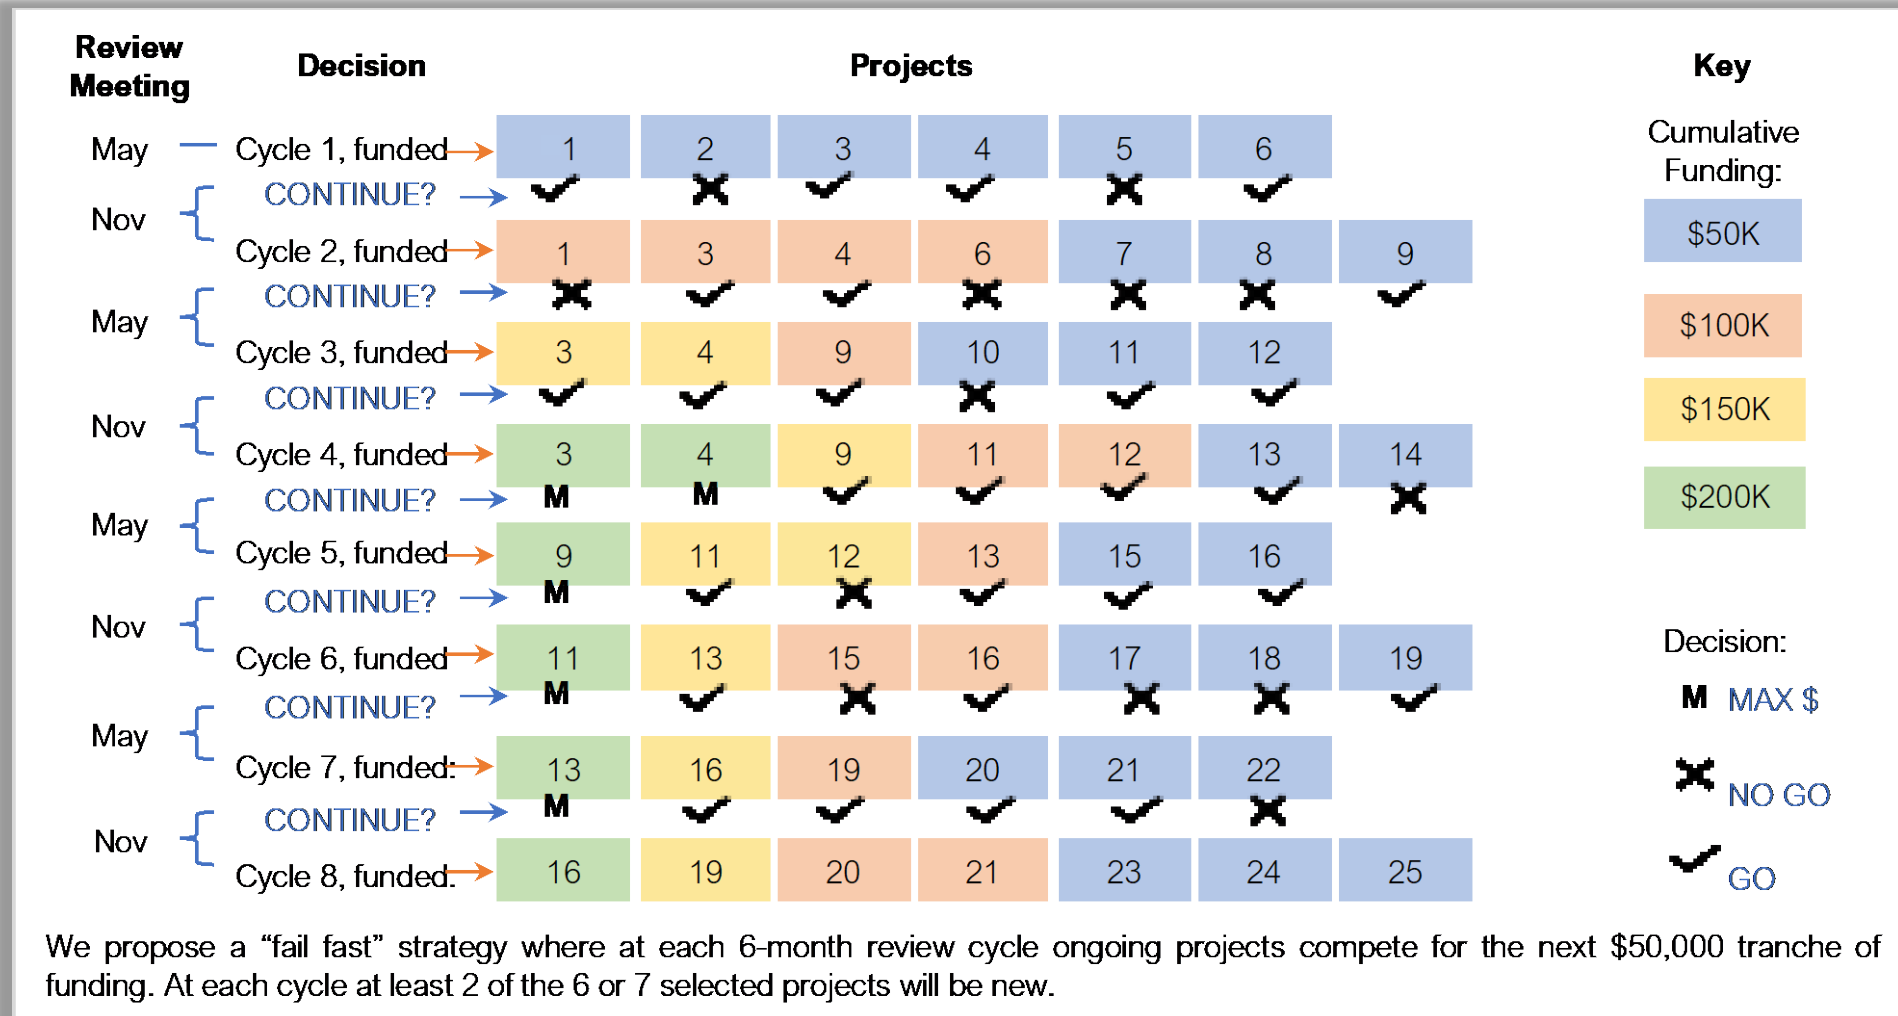 Review Meeting Decision Projects Key
Cumulative Funding:
May Cycle 1, funded 1 2 3 4 5 6
CONTINUE?
Nov
$50K
Cycle 2, funded 1 3 4 6 7 8 9
CONTINUE?
May
$100K
Cycle 3, funded 3 4 9 10 11 12
CONTINUE?
$150K
Nov
Cycle 4, funded 3 4 9 11 12 13 14
CONTINUE? M M
$200K
May
Cycle 5, funded 9 11 12 13 15 16
CONTINUE? M
Nov
Decision:
Cycle 6, funded 11 13 15 16 17 18 19
CONTINUE? M
M MAX $
May
Cycle 7, funded: 13 16 19 20 21 22
NO GO
CONTINUE? M
Nov
Cycle 8, funded: 16 19 20 21 23 24 25
GO
We propose a “fail fast” strategy where at each 6-month review cycle ongoing projects compete for the next $50,000 tranche of
funding. At each cycle at least 2 of the 6 or 7 selected projects will be new.